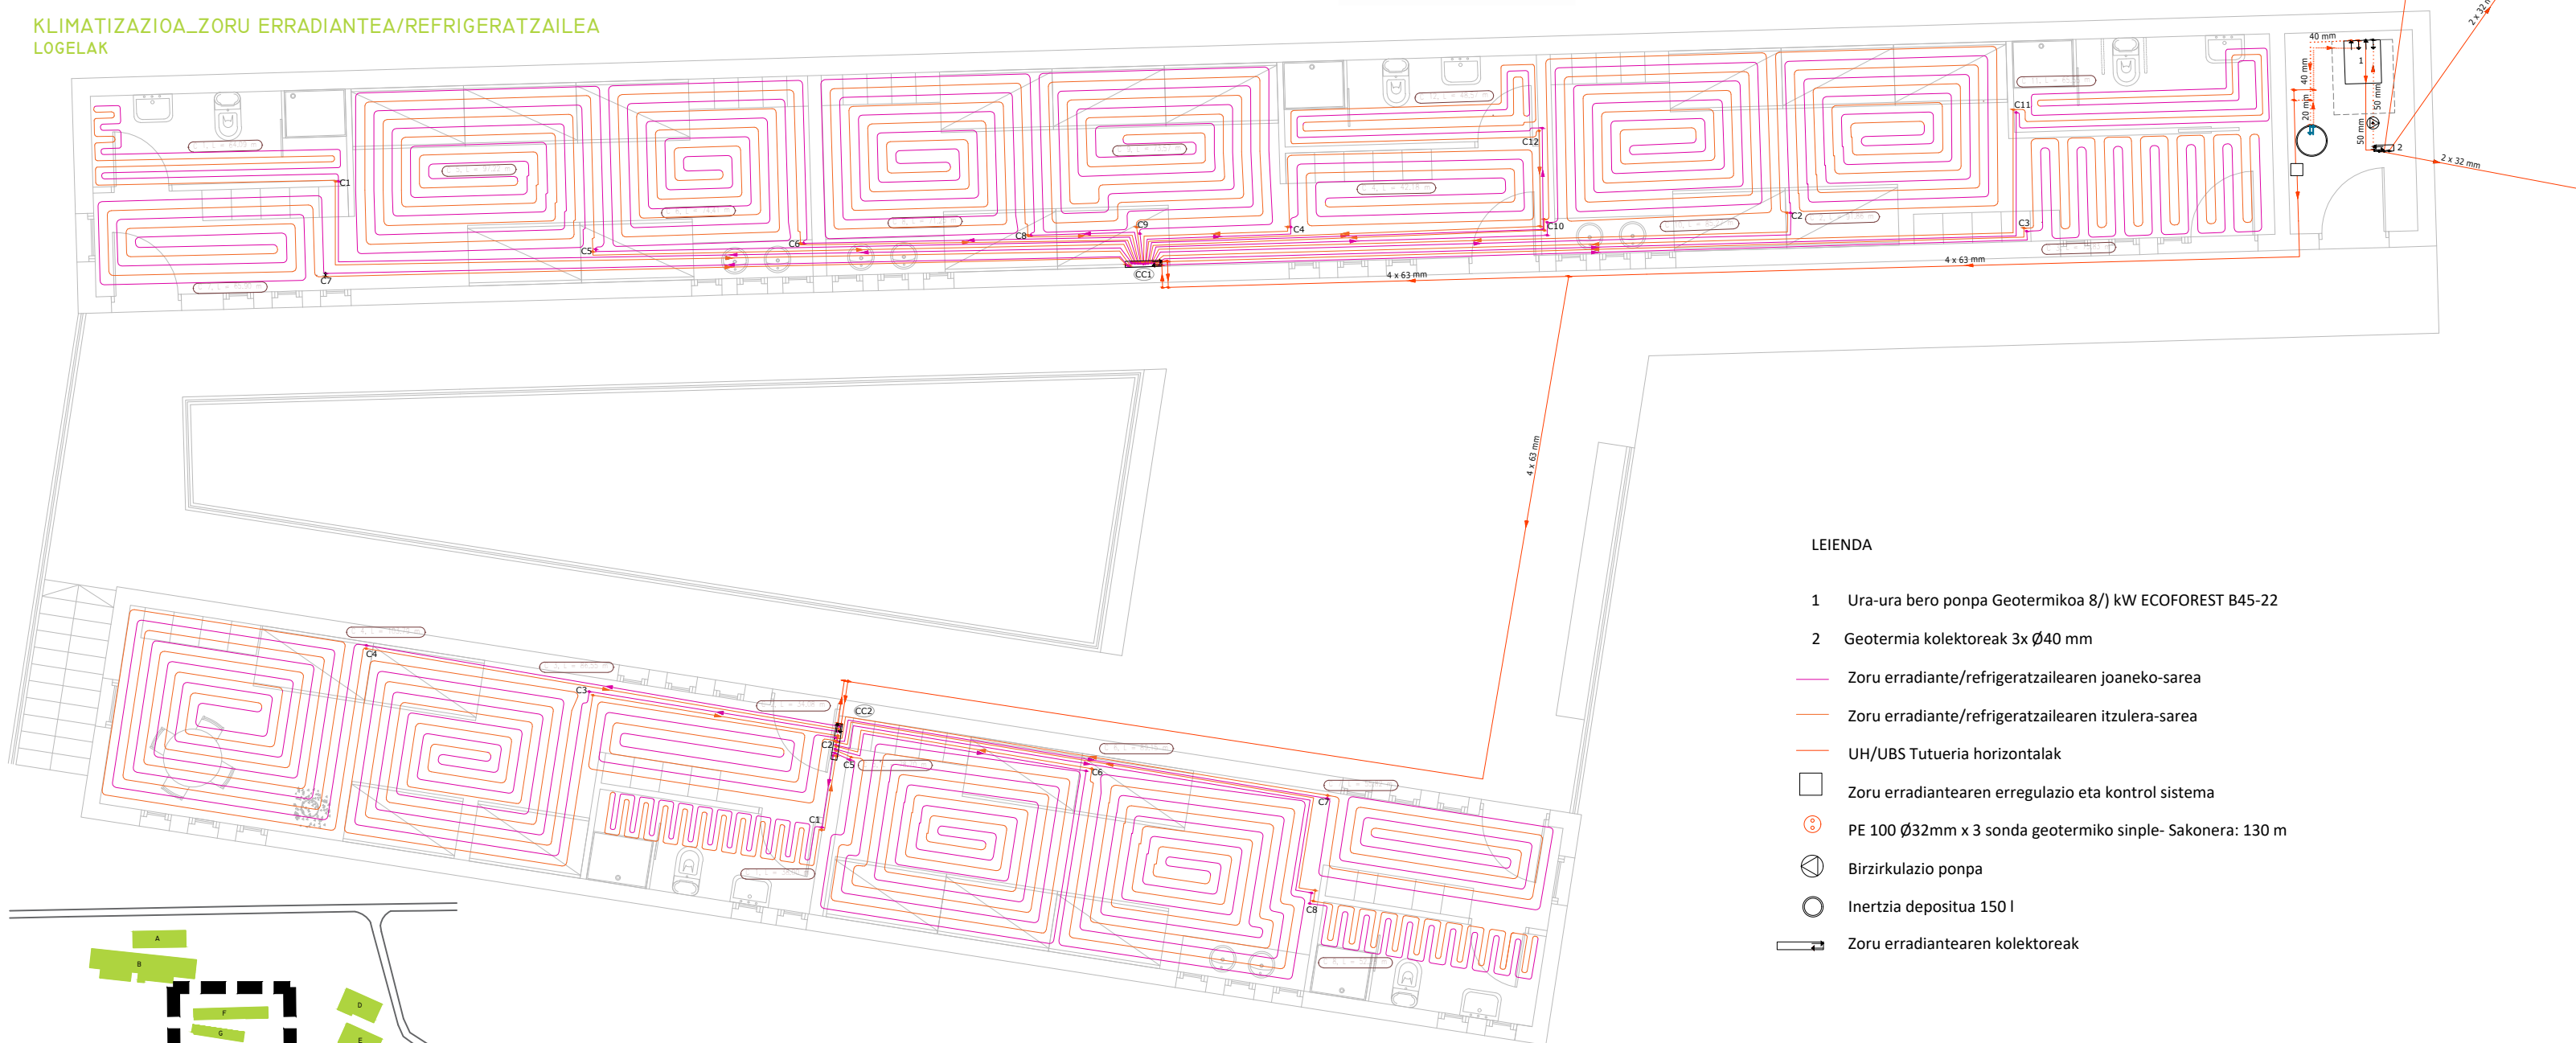 KLIMATIZAZIOA_ZORU ERRADIANTEA/REFRIGERATZAILEA
LOGELAK
2 x 32 m
40 mm
1
40 mm
20 mm
50 mm
50 mm
2
2 x 32 mm
C1
C7
C5
C6
C8
C9
CC1
C4
C12
C10
C2
C11
C3
4 x 63 mm
4 x 63 mm
4 x 63 mm
C4
C3
CC2
C2
C5
C1
C6
C7
C8
LEIENDA
1 Ura-ura bero ponpa Geotermikoa 8/) kW ECOFOREST B45-22
2 Geotermia kolektoreak 3x Ø40 mm
Zoru erradiante/refrigeratzailearen joaneko-sarea
Zoru erradiante/refrigeratzailearen itzulera-sarea
UH/UBS Tutueria horizontalak
Zoru erradiantearen erregulazio eta kontrol sistema
PE 100 Ø32mm x 3 sonda geotermiko sinple- Sakonera: 130 m
Birzirkulazio ponpa
Inertzia depositua 150 l
Zoru erradiantearen kolektoreak
A
B
D
F
G
E